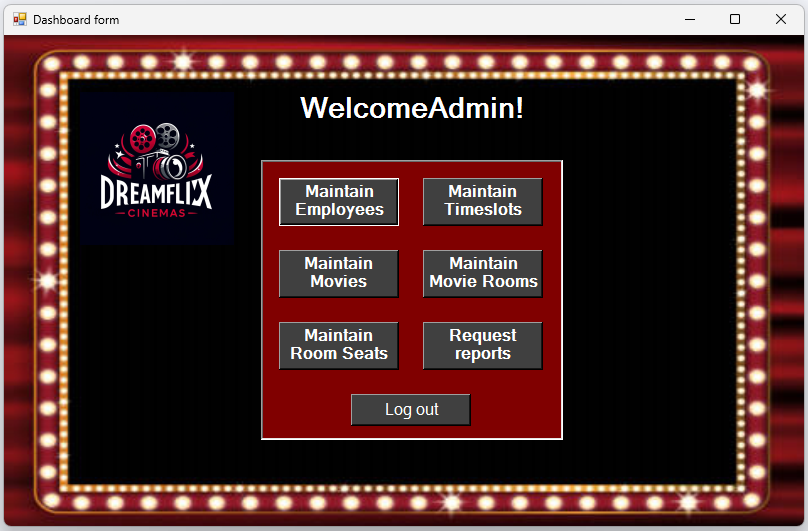 Dashboard form
WelcomeAdmin!
DREAMFLIX
CINEMAS
Maintain
Employees
Maintain
Timeslots
Maintain
Movies
Maintain
Movie Rooms
Maintain
Room Seats
Request
reports
Log out